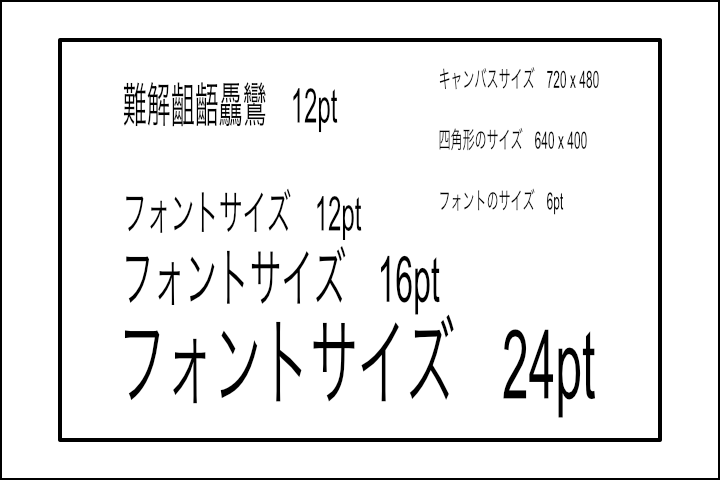 難解齟齬驫鸞 12pt
キャンバスサイズ 720 x 480
四角形のサイズ 640 x 400
フォントのサイズ 6pt
フォントサイズ 12pt
フォントサイズ 16pt
フォントサイズ 24pt